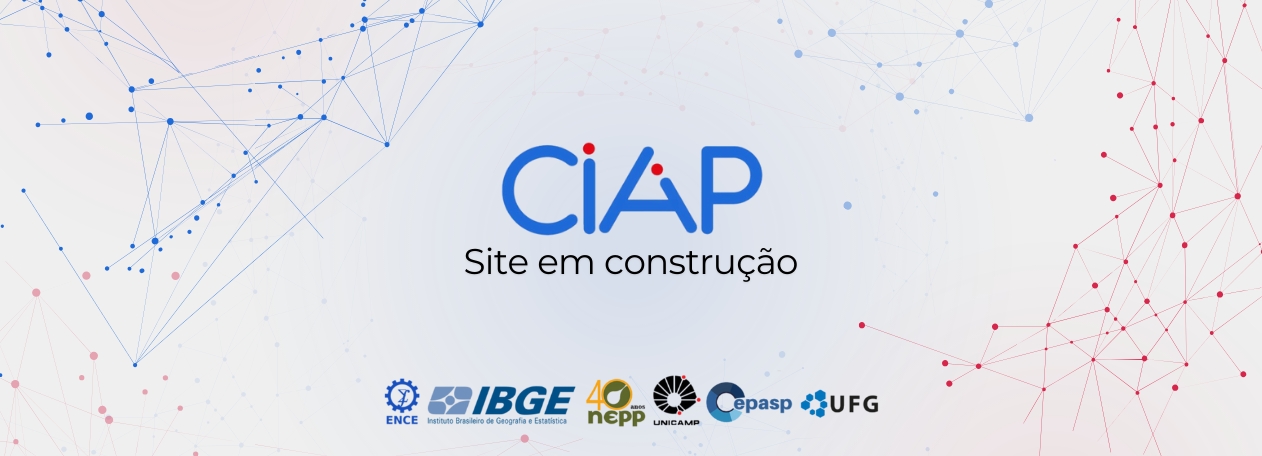 CiAP
Site em construção
ENCE
IBGE
Instituto Brasileiro de Geografia e Estatística
40
ANOS
nepp
UNICAMP
Cepasp
UFG